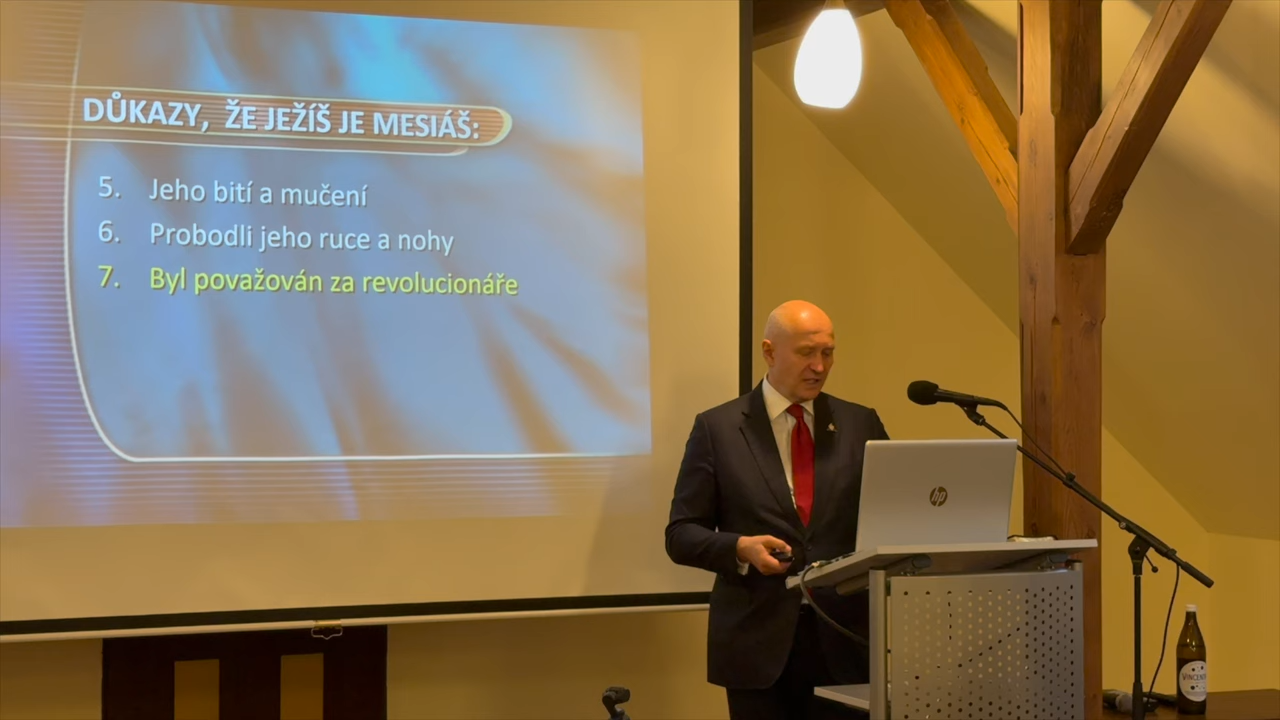 DŮKAZY, ŽE JEŽÍŠ JE MESIÁŠ:
5. Jeho bití a mučení
6. Probodli jeho ruce a nohy
7. Byl považován za revolucionáře
hp